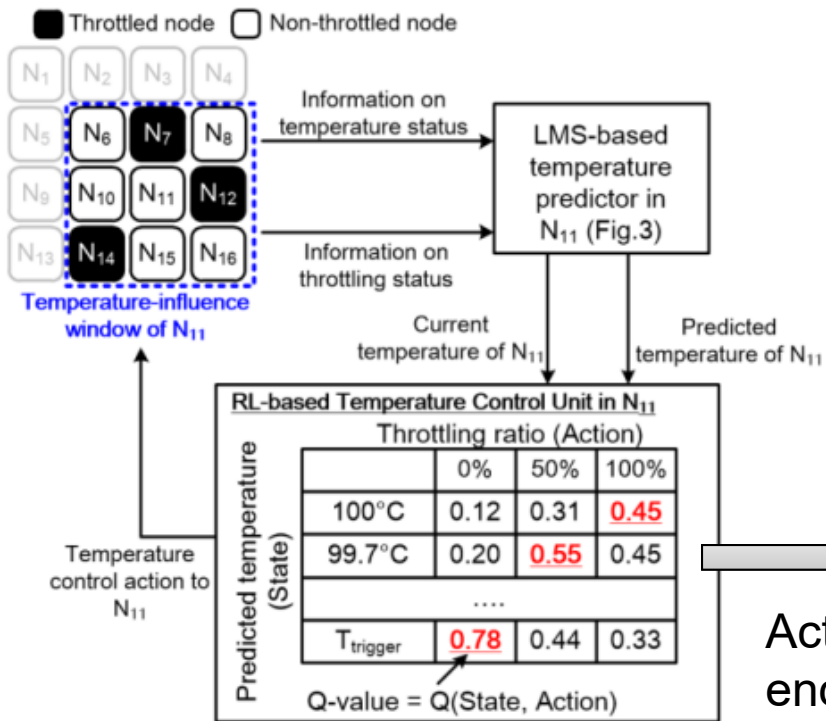 Throttled node Non-throttled node
N1 N2 N3 N4
N5 N6 N7 N8
N9 N10 N11 N12
N13 N14 N15 N16
Temperature-influence
window of N11
Information on
temperature status
Information on
throttling status
LMS-based
temperature
predictor in
N11 (Fig.3)
Current
temperature of N11
Predicted
temperature of N11
RL-based Temperature Control Unit in N11
Throttling ratio (Action)
Predicted temperature
(State)
0% 50% 100%
100°C 0.12 0.31 0.45
99.7°C 0.20 0.55 0.45
....
Ttrigger 0.78 0.44 0.33
Q-value = Q(State, Action)
Temperature
control action to
N11
Act
enc